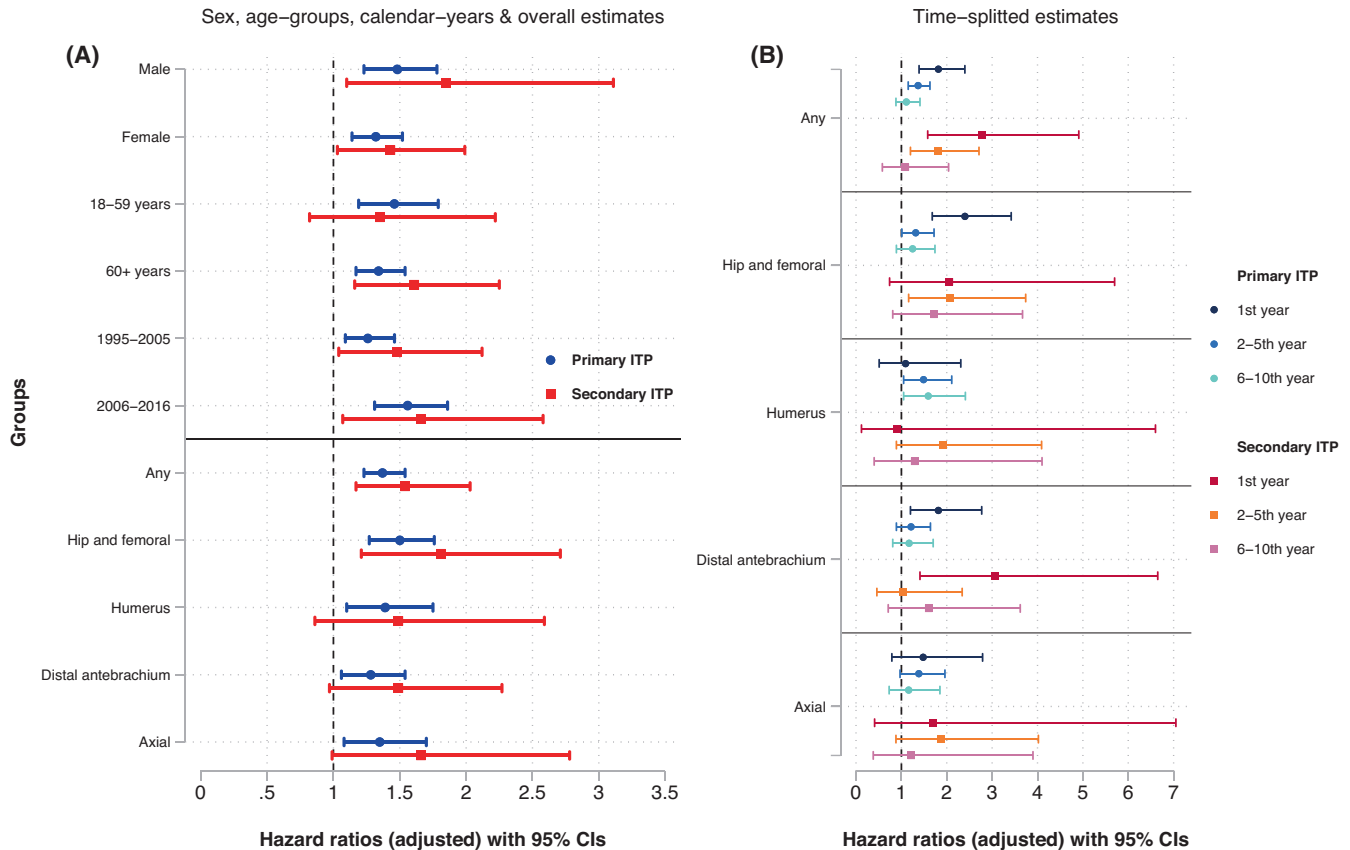 Sex, age−groups, calendar−years & overall estimates
(A)
Groups
Male
Female
18−59 years
60+ years
1995−2005
2006−2016
Any
Hip and femoral
Humerus
Distal antebrachium
Axial
Primary ITP
Secondary ITP
0 .5 1 1.5 2 2.5 3 3.5
Hazard ratios (adjusted) with 95% CIs
Time−splitted estimates
(B)
Any
Hip and femoral
Humerus
Distal antebrachium
Axial
0 1 2 3 4 5 6 7
Hazard ratios (adjusted) with 95% CIs
Primary ITP
1st year
2−5th year
6−10th year
Secondary ITP
1st year
2−5th year
6−10th year